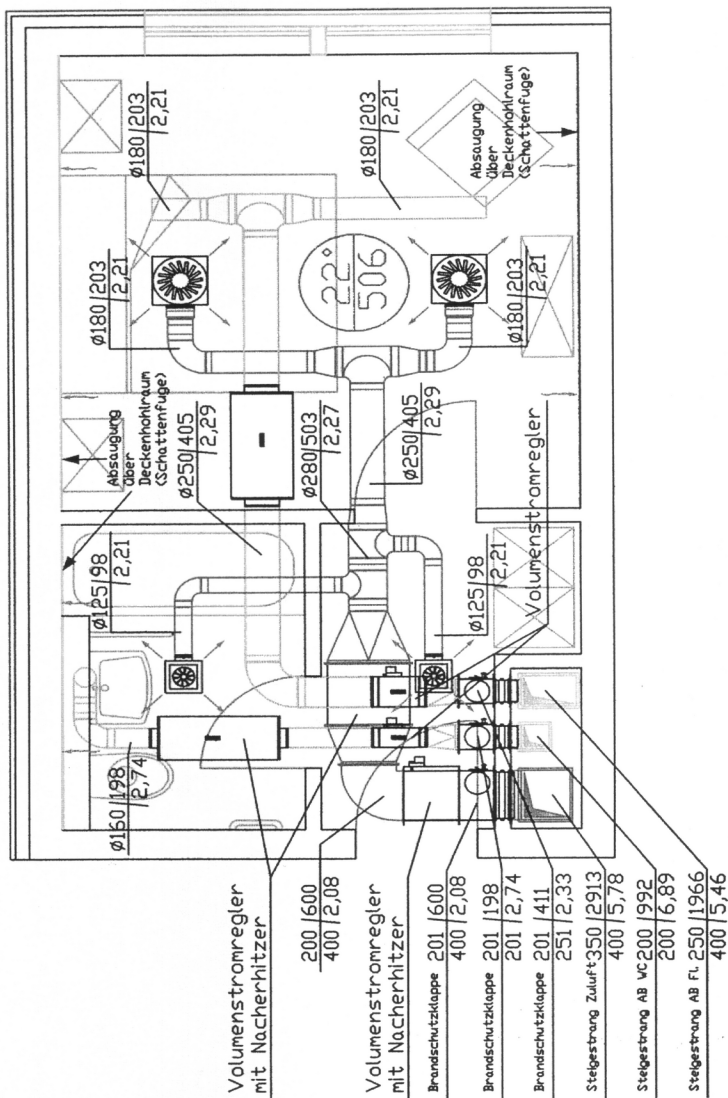 Ø180/203
2,21
Ø180/203
2,21
Absaugung
über
Deckenhohlraum
(Schattenfuge)
Ø180/203
2,21
22°
506
Ø180/203
2,21
Absaugung
über
Deckenhohlraum
(Schattenfuge)
Ø250/405
2,29
Ø280/503
2,27
Ø250/405
2,29
Ø125/98
2,21
Ø125/98
2,21
Volumenstromregler
Ø160/198
2,74
Volumenstromregler
mit Nacherhitzer
200/600
400/2,08
Volumenstromregler
mit Nacherhitzer
Brandschutzklappe 201/600
400/2,08
Brandschutzklappe 201/198
201/2,74
Brandschutzklappe 201/411
251/2,33
Steigestrang Zuluft 350/2913
400/5,78
Steigestrang AB WC 200/992
200/6,89
Steigestrang AB FL 250/1966
400/5,46